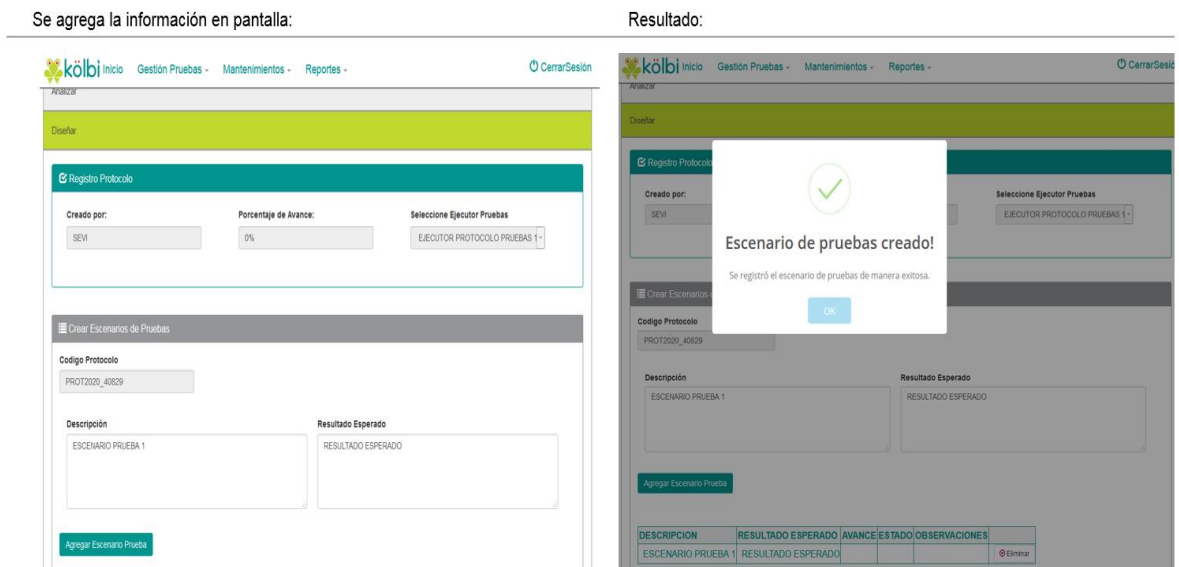 Se agrega la información en pantalla:
Resultado:
kölbi Inicio Gestión Pruebas - Mantenimientos - Reportes - CerrarSesión
Analizar
Diseñar
Registro Protocolo
Creado por: Porcentaje de Avance: Seleccione Ejecutor Pruebas
SEVI 0% EJECUTOR PROTOCOLO PRUEBAS 1
Crear Escenarios de Pruebas
Codigo Protocolo
PROT2020_40829
Descripción Resultado Esperado
ESCENARIO PRUEBA 1 RESULTADO ESPERADO
Agregar Escenario Prueba
kölbi Inicio Gestión Pruebas - Mantenimientos - Reportes - CerrarSesió
Analizar
Diseñar
Registro Protocolo
Creado por: Seleccione Ejecutor Pruebas
SEVI EJECUTOR PROTOCOLO PRUEBAS 1
Escenario de pruebas creado!
Se registró el escenario de pruebas de manera exitosa.
OK
Crear Escenarios
Codigo Protocolo
PROT2020_40829
Descripción Resultado Esperado
ESCENARIO PRUEBA 1 RESULTADO ESPERADO
Agregar Escenario Prueba
DESCRIPCION RESULTADO ESPERADO AVANCE ESTADO OBSERVACIONES
ESCENARIO PRUEBA 1 RESULTADO ESPERADO Eliminar